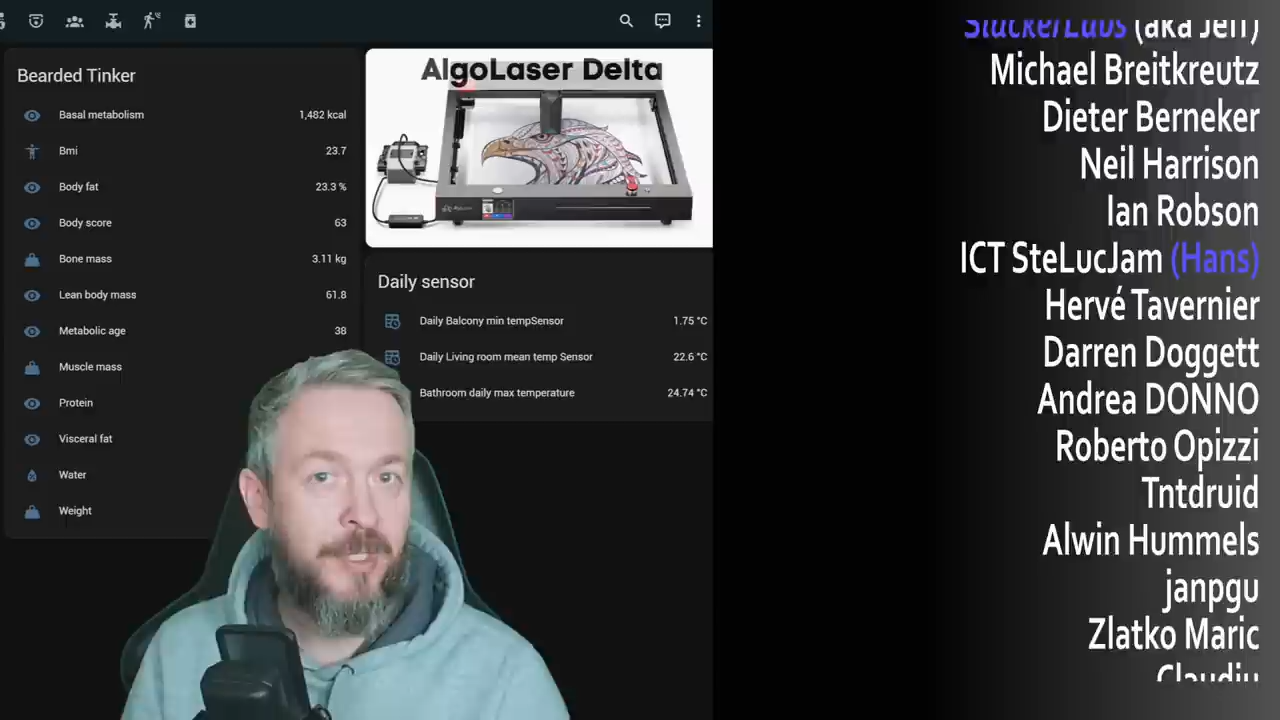 Bearded Tinker
Basal metabolism 1,482 kcal
Bmi 23.7
Body fat 23.3 %
Body score 63
Bone mass 3.11 kg
Lean body mass 61.8
Metabolic age 38
Muscle mass
Protein
Visceral fat
Water
Weight
AlgoLaser Delta
Daily sensor
Daily Balcony min tempSensor 1.75 °C
Daily Living room mean temp Sensor 22.6 °C
Bathroom daily max temperature 24.74 °C
StuckerLabs (aka Jeff)
Michael Breitkreutz
Dieter Berneker
Neil Harrison
Ian Robson
ICT SteLucJam (Hans)
Hervé Tavernier
Darren Doggett
Andrea DONNO
Roberto Opizzi
Tntdruid
Alwin Hummels
janpgu
Zlatko Maric
Claudiu